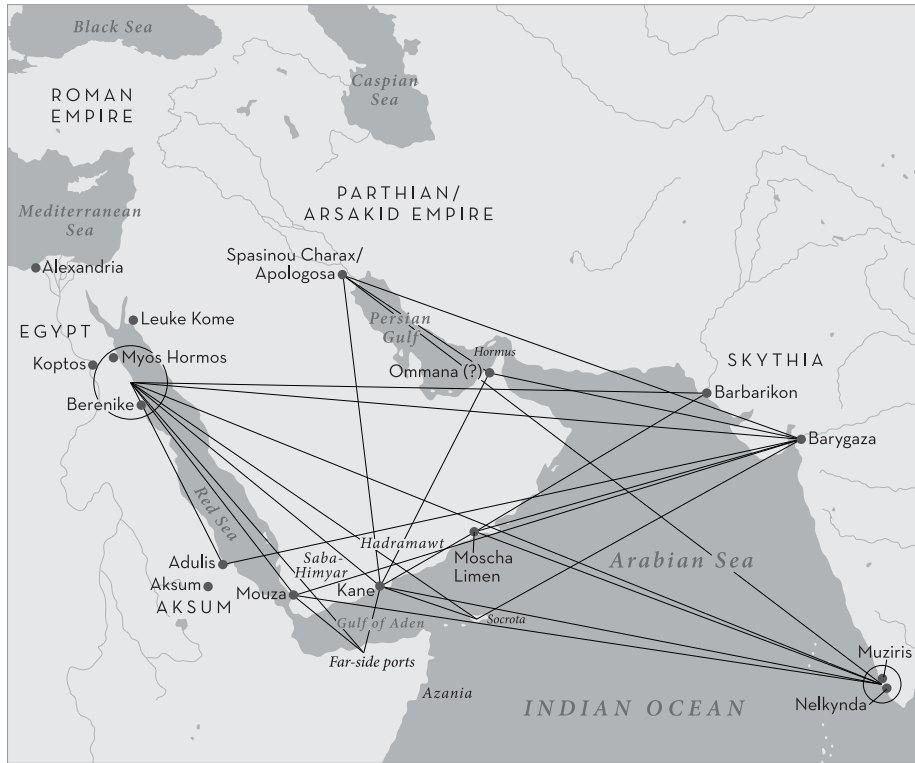 Black Sea
Caspian
Sea
ROMAN
EMPIRE
Mediterranean
Sea
PARTHIAN/
ARSAKID EMPIRE
Spasinou Charax/
Apologosa
Alexandria
Leuke Kome
EGYPT
Persian
Gulf
Koptos
Myos Hormos
Hormus
Ommana (?)
SKYTHIA
Barbarikon
Berenike
Barygaza
Red Sea
Hadramawt
Saba-
Himyar
Moscha
Limen
Arabian Sea
Adulis
Aksum
AKSUM
Mouza
Kane
Gulf of Aden
Socrota
Far-side ports
Muziris
Azania
Nelkynda
INDIAN OCEAN